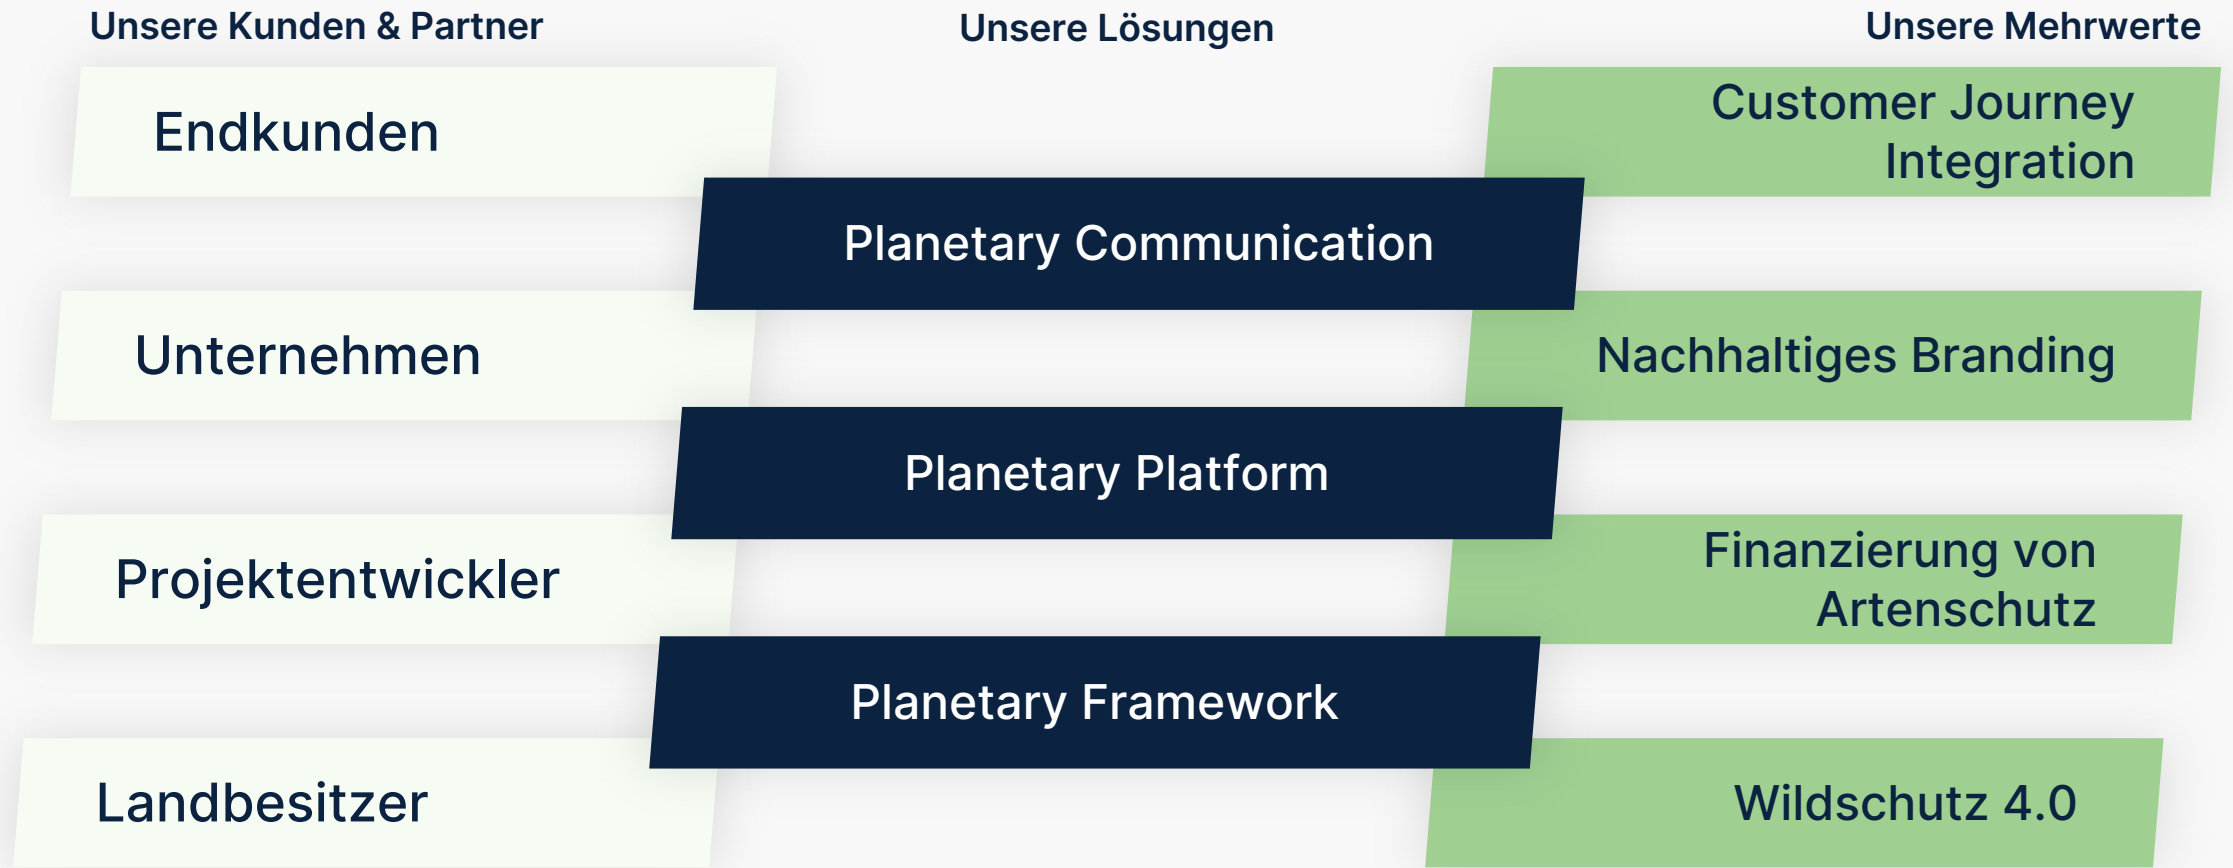 Unsere Kunden & Partner
Unsere Lösungen
Unsere Mehrwerte
Endkunden
Customer Journey
Integration
Planetary Communication
Unternehmen
Nachhaltiges Branding
Planetary Platform
Projektentwickler
Finanzierung von
Artenschutz
Planetary Framework
Landbesitzer
Wildschutz 4.0